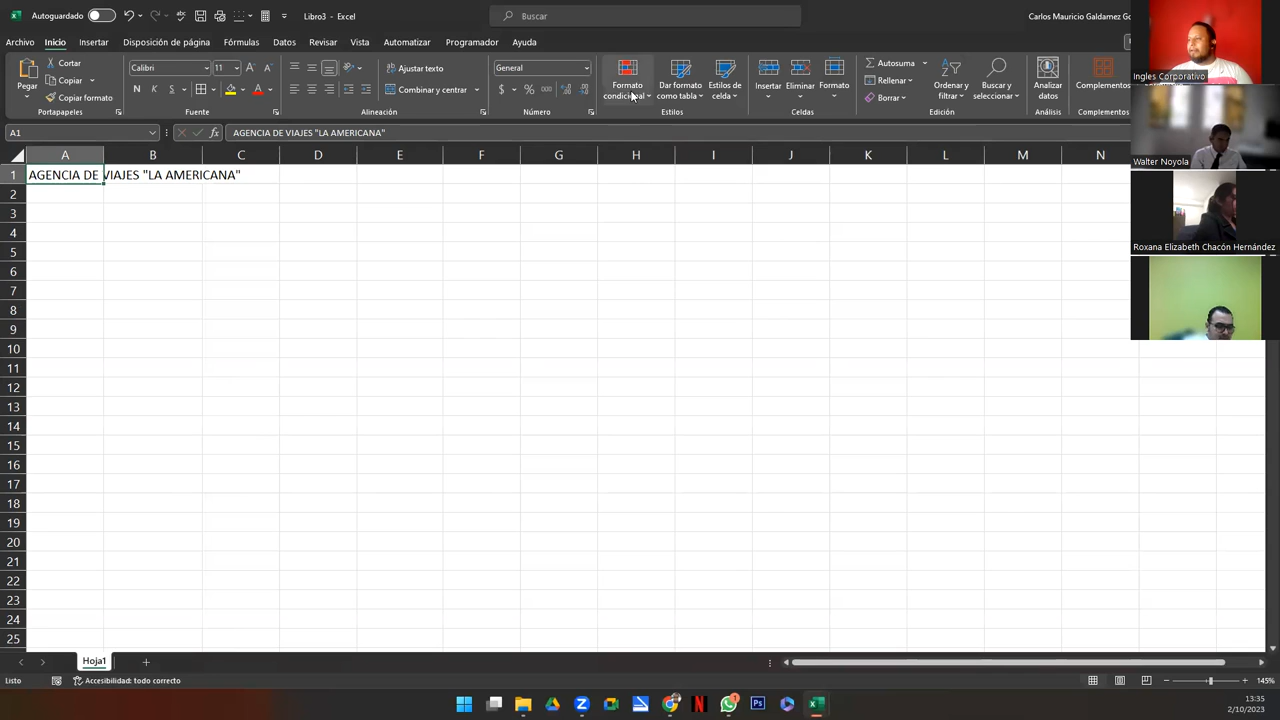 Autoguardado
Libro3 - Excel
Buscar
Carlos Mauricio Galdamez Go
Archivo Inicio Insertar Disposición de página Fórmulas Datos Revisar Vista Automatizar Programador Ayuda
Pegar
Cortar
Copiar
Copiar formato
Portapapeles
Calibri 11
N K S
Fuente
Ajustar texto
Combinar y centrar
Alineación
General
$ % 000
Número
Formato condicional
Dar formato como tabla
Estilos de celda
Estilos
Insertar Eliminar Formato
Celdas
Autosuma
Rellenar
Borrar
Ordenar y filtrar
Buscar y seleccionar
Edición
Analizar datos
Análisis
Complementos
A1
fx
AGENCIA DE VIAJES "LA AMERICANA"
A B C D E F G H I J K L M N
1 AGENCIA DE VIAJES "LA AMERICANA"
2
3
4
5
6
7
8
9
10
11
12
13
14
15
16
17
18
19
20
21
22
23
24
25
Ingles Corporativo
Walter Noyola
Roxana Elizabeth Chacón Hernández
Hoja1
Listo
Accesibilidad: todo correcto
145%
13:35
2/10/2023